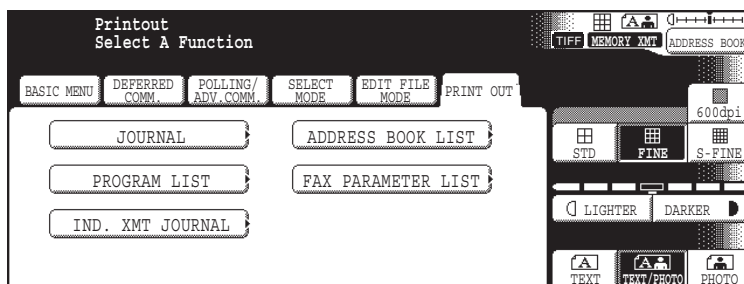 Printout
Select A Function
TIFF MEMORY XMT ADDRESS BOOK
BASIC MENU
DEFERRED
COMM.
POLLING/
ADV.COMM.
SELECT
MODE
EDIT FILE
MODE
PRINT OUT
600dpi
JOURNAL
ADDRESS BOOK LIST
STD FINE S-FINE
PROGRAM LIST
FAX PARAMETER LIST
LIGHTER DARKER
IND. XMT JOURNAL
A
TEXT
A
TEXT/PHOTO
PHOTO